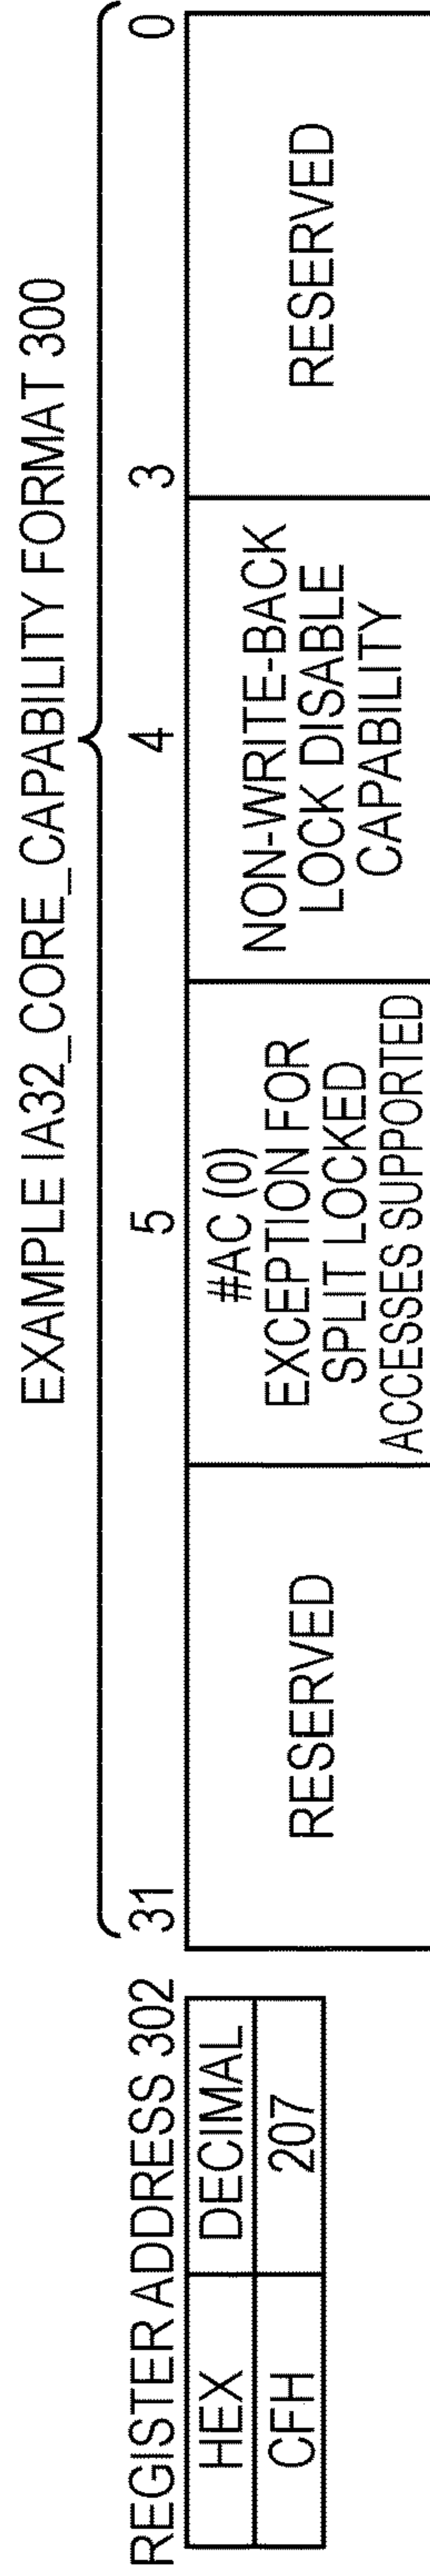 EXAMPLE IA32_CORE_CAPABILITY FORMAT 300
REGISTER ADDRESS 302
HEX DECIMAL
CFH 207
31 5 4 3 0
RESERVED
#AC (0)
EXCEPTION FOR
SPLIT LOCKED
ACCESSES SUPPORTED
NON-WRITE-BACK
LOCK DISABLE
CAPABILITY
RESERVED